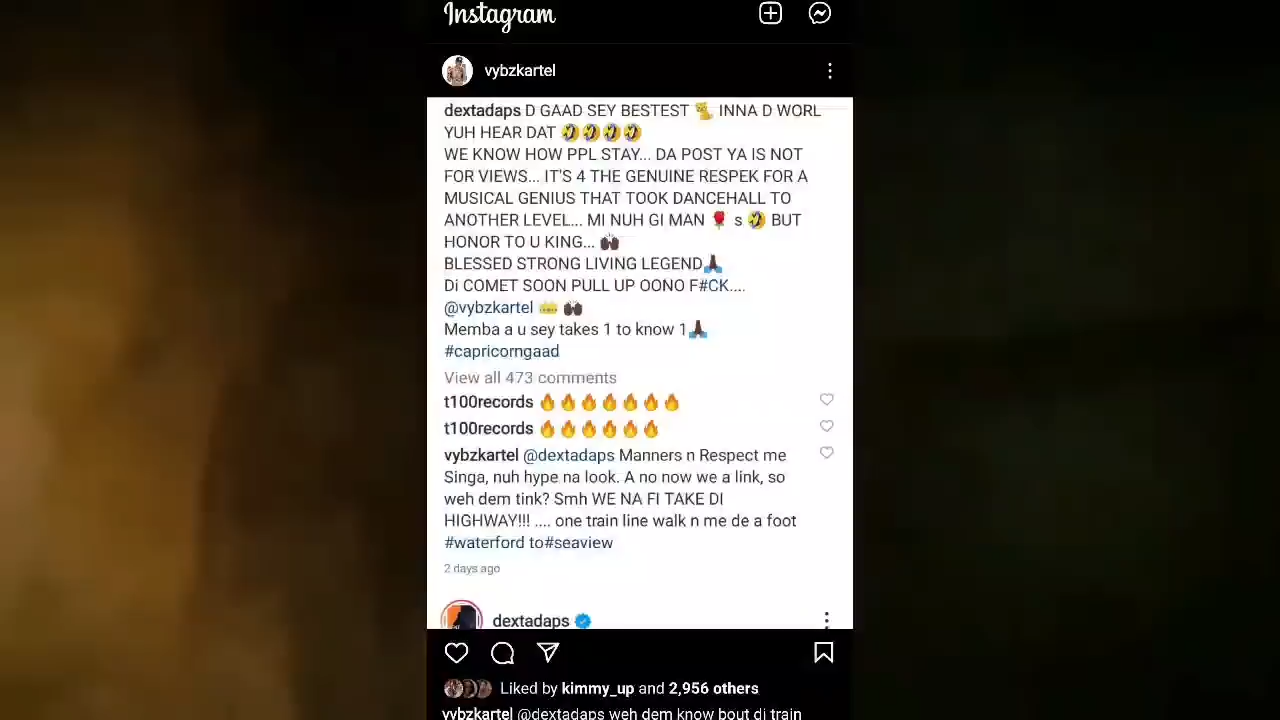 Instagram
vybzkartel
dextadaps D GAAD SEY BESTEST 🐈 INNA D WORL
YUH HEAR DAT 🤣🤣🤣🤣
WE KNOW HOW PPL STAY... DA POST YA IS NOT
FOR VIEWS... IT'S 4 THE GENUINE RESPEK FOR A
MUSICAL GENIUS THAT TOOK DANCEHALL TO
ANOTHER LEVEL... MI NUH GI MAN 🌹 s 🤣 BUT
HONOR TO U KING... 🙌🏿
BLESSED STRONG LIVING LEGEND🙏🏿
Di COMET SOON PULL UP OONO F#CK....
@vybzkartel 👑 🙌🏿
Memba a u sey takes 1 to know 1🙏🏿
#capricorngaad
View all 473 comments
t100records 🔥🔥🔥🔥🔥🔥🔥
t100records 🔥🔥🔥🔥🔥🔥
vybzkartel @dextadaps Manners n Respect me
Singa, nuh hype na look. A no now we a link, so
weh dem tink? Smh WE NA FI TAKE DI
HIGHWAY!!! .... one train line walk n me de a foot
#waterford to#seaview
2 days ago
dextadaps
Liked by kimmy_up and 2,956 others
vybzkartel @dextadaps weh dem know bout di train